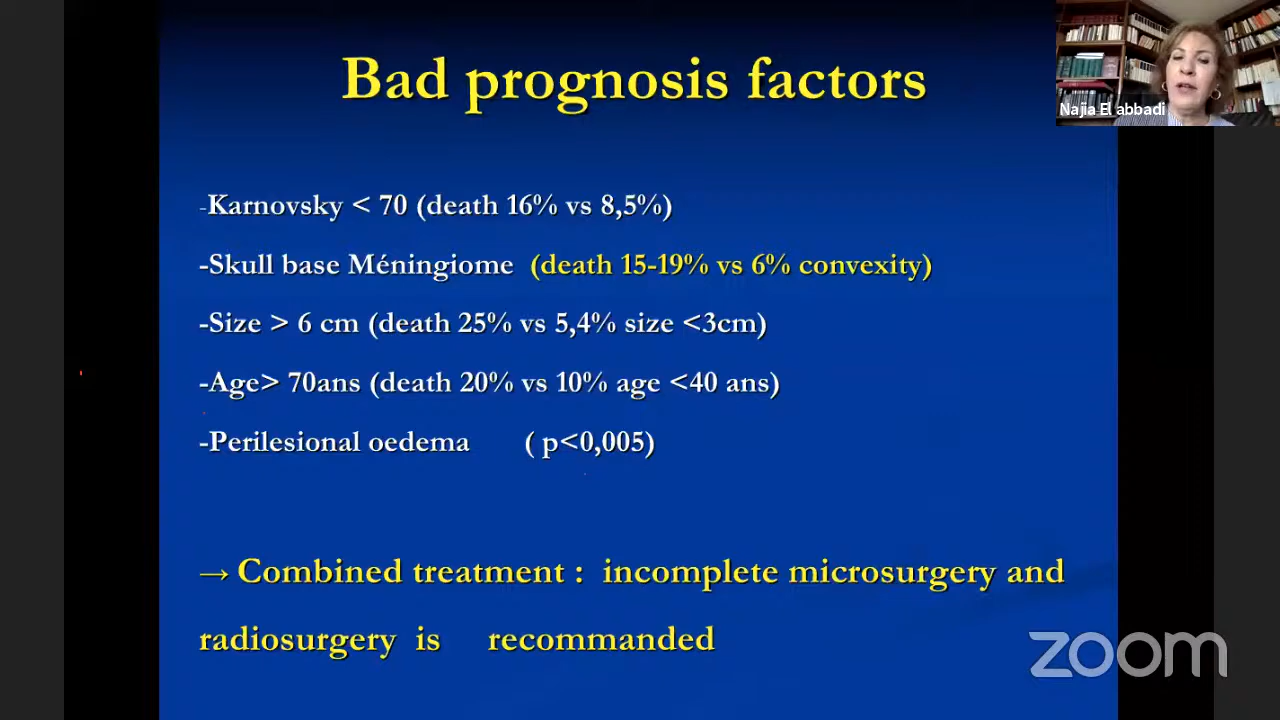 Bad prognosis factors
Najia El abbadi
-Karnovsky < 70 (death 16% vs 8,5%)
-Skull base Méningiome (death 15-19% vs 6% convexity)
-Size > 6 cm (death 25% vs 5,4% size <3cm)
-Age> 70ans (death 20% vs 10% age <40 ans)
-Perilesional oedema ( p<0,005)
→ Combined treatment : incomplete microsurgery and
radiosurgery is recommanded
zoom